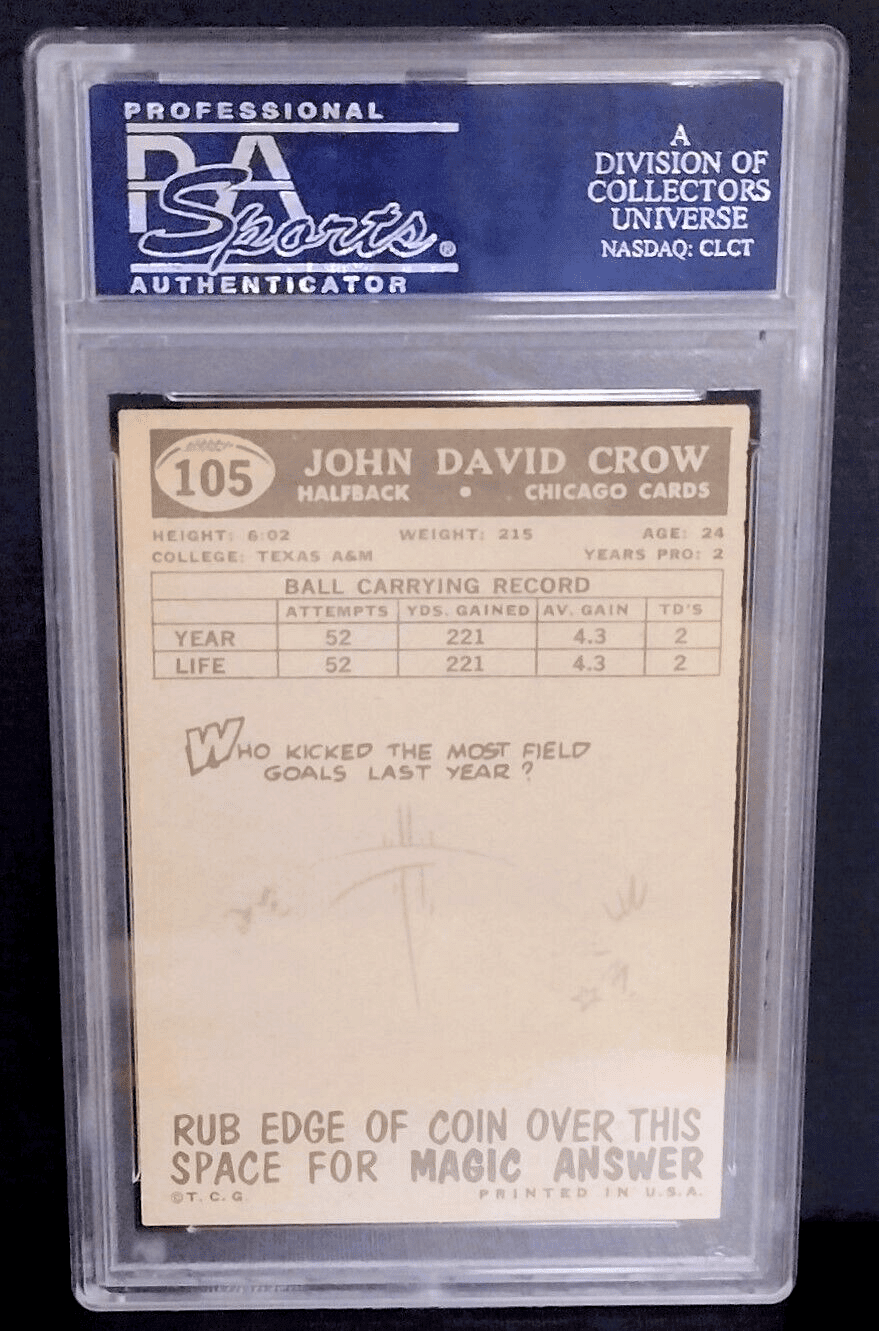 PROFESSIONAL
PSA
Sports®
AUTHENTICATOR
A
DIVISION OF
COLLECTORS
UNIVERSE
NASDAQ: CLCT
105 JOHN DAVID CROW
HALFBACK • CHICAGO CARDS
HEIGHT: 6:02 WEIGHT: 215 AGE: 24
COLLEGE: TEXAS A&M YEARS PRO: 2
BALL CARRYING RECORD
ATTEMPTS YDS. GAINED AV. GAIN TD'S
YEAR 52 221 4.3 2
LIFE 52 221 4.3 2
WHO KICKED THE MOST FIELD
GOALS LAST YEAR?
RUB EDGE OF COIN OVER THIS
SPACE FOR MAGIC ANSWER
©T.C.G. PRINTED IN U.S.A.